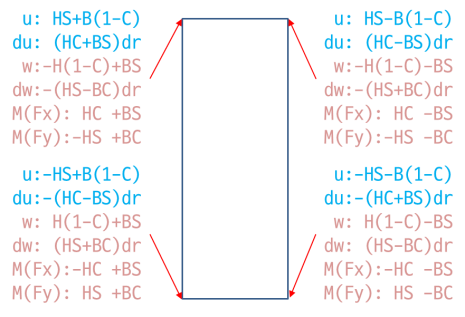 u: HS+B(1-C)
du: (HC+BS)dr
w:-H(1-C)+BS
dw:-(HS-BC)dr
M(Fx): HC +BS
M(Fy):-HS +BC
u: HS-B(1-C)
du: (HC-BS)dr
w:-H(1-C)-BS
dw:-(HS+BC)dr
M(Fx): HC -BS
M(Fy):-HS -BC
u:-HS+B(1-C)
du:-(HC-BS)dr
w: H(1-C)+BS
dw: (HS+BC)dr
M(Fx):-HC +BS
M(Fy): HS +BC
u:-HS-B(1-C)
du:-(HC+BS)dr
w: H(1-C)-BS
dw: (HS-BC)dr
M(Fx):-HC -BS
M(Fy): HS -BC